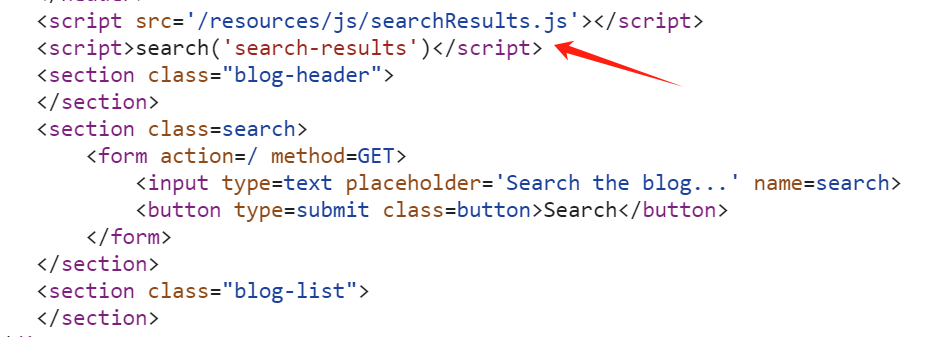 <script src='/resources/js/searchResults.js'></script>
<script>search('search-results')</script>
<section class="blog-header">
</section>
<section class=search>
<form action=/ method=GET>
<input type=text placeholder='Search the blog...' name=search>
<button type=submit class=button>Search</button>
</form>
</section>
<section class="blog-list">
</section>